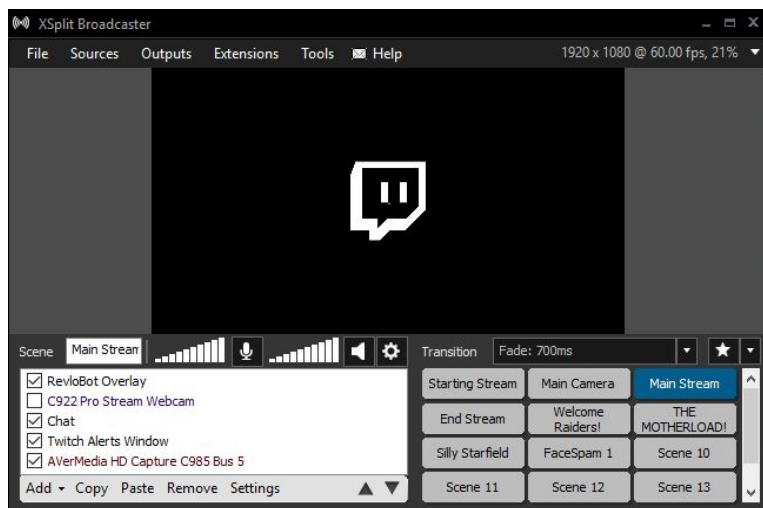 XSplit Broadcaster
File Sources Outputs Extensions Tools Help 1920 x 1080 @ 60.00 fps, 21%
Scene Main Stream Transition Fade: 700ms
RevloBot Overlay
C922 Pro Stream Webcam
Chat
Twitch Alerts Window
AVerMedia HD Capture C985 Bus 5
Add Copy Paste Remove Settings
Starting Stream Main Camera Main Stream
End Stream Welcome Raiders! THE MOTHERLOAD!
Silly Starfield FaceSpam 1 Scene 10
Scene 11 Scene 12 Scene 13